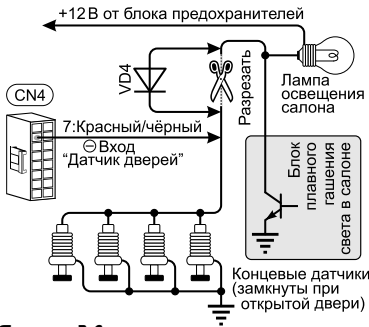 +12В от блока предохранителей
CN4
VD4
Разрезать
Лампа
освещения
салона
7:Красный/чёрный
Вход
"Датчик дверей"
Блок
плавного
гашения
света в салоне
Концевые датчики
(замкнуты при
открытой двери)